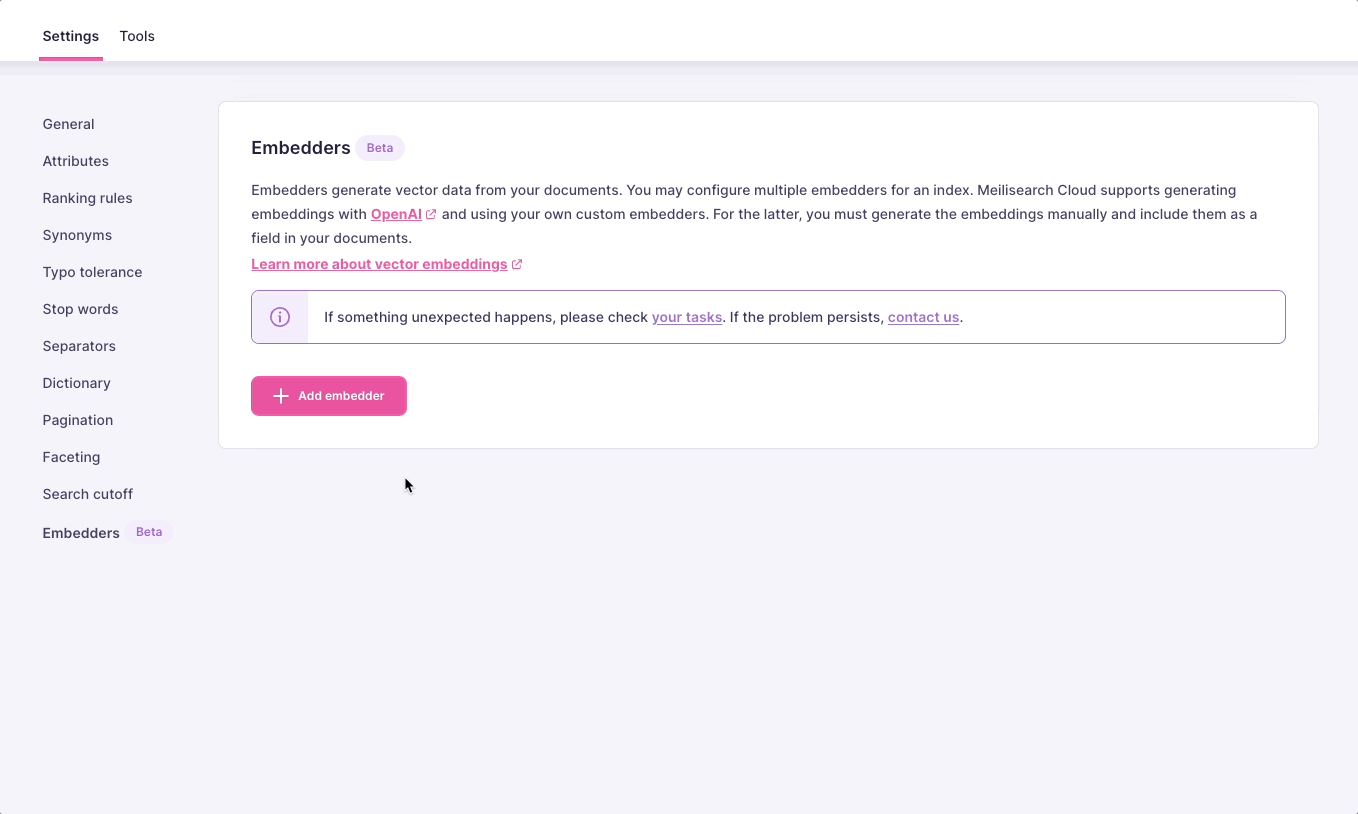 Settings Tools
General
Attributes
Ranking rules
Synonyms
Typo tolerance
Stop words
Separators
Dictionary
Pagination
Faceting
Search cutoff
Embedders Beta
Embedders Beta
Embedders generate vector data from your documents. You may configure multiple embedders for an index. Meilisearch Cloud supports generating
embeddings with OpenAI and using your own custom embedders. For the latter, you must generate the embeddings manually and include them as a
field in your documents.
Learn more about vector embeddings
If something unexpected happens, please check your tasks. If the problem persists, contact us.
Add embedder